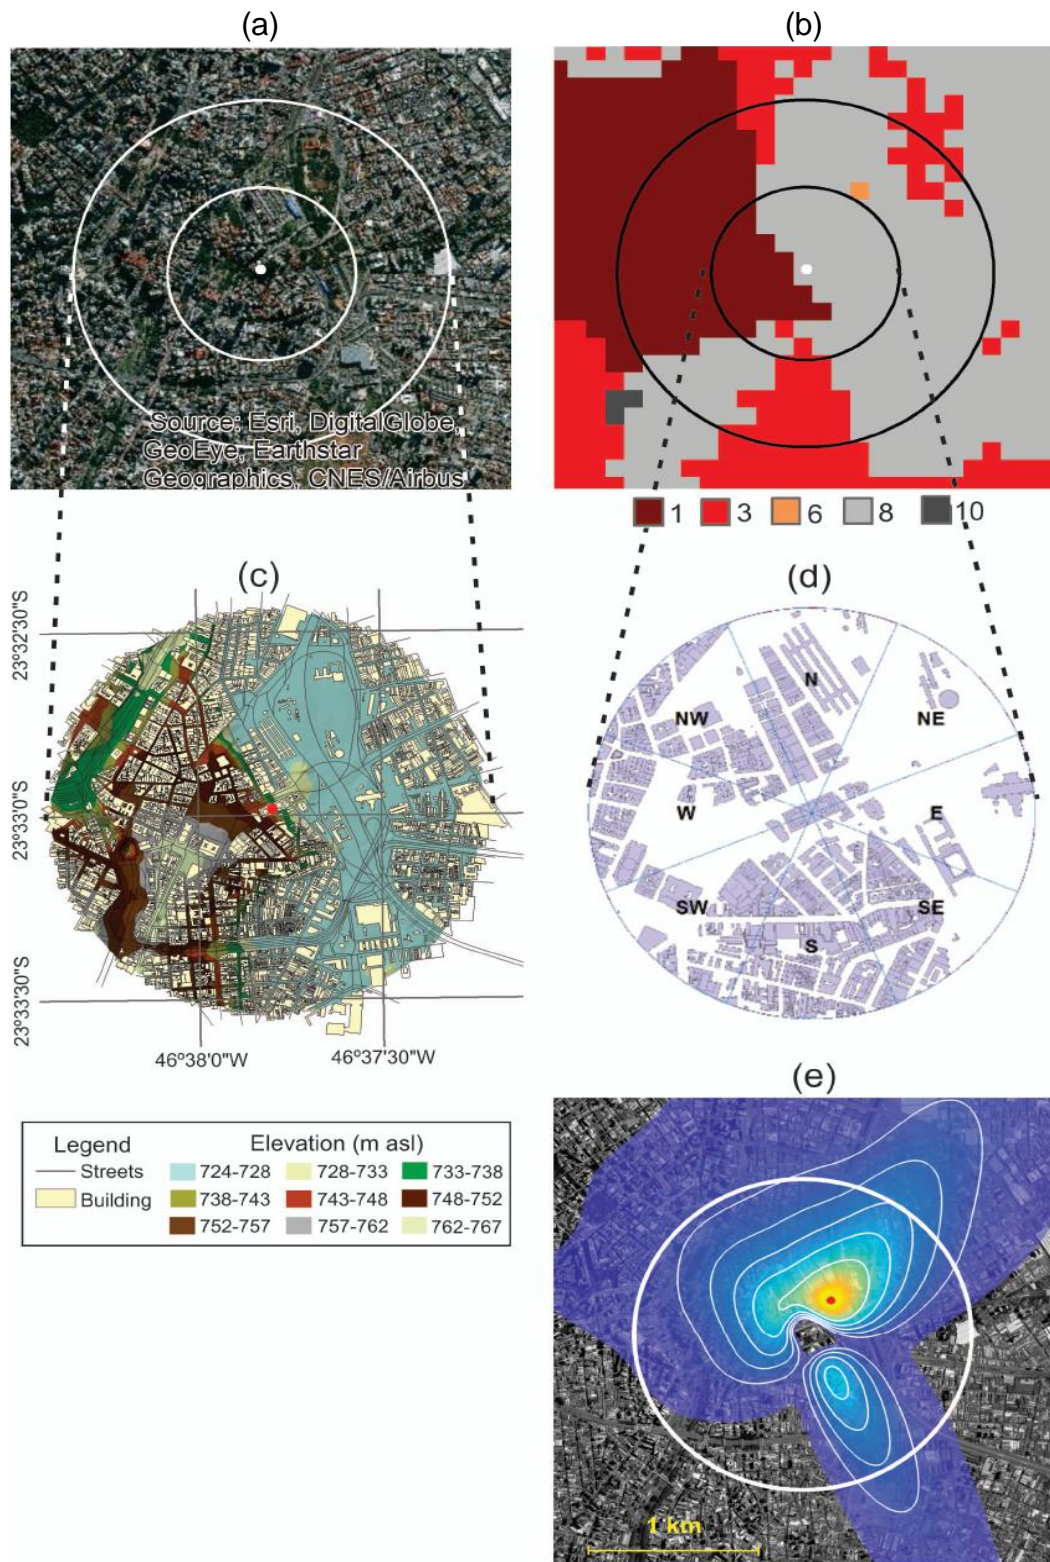 (a)
(b)
Source: Esri, DigitalGlobe,
GeoEye, Earthstar
Geographics, CNES/Airbus
1 3 6 8 10
(c)
(d)
23°32'30"S
23°33'0"S
23°33'30"S
46°38'0"W 46°37'30"W
N
NW NE
W E
SW SE
S
(e)
Legend Elevation (m asl)
Streets 724-728 728-733 733-738
Building 738-743 743-748 748-752
752-757 757-762 762-767
1 km